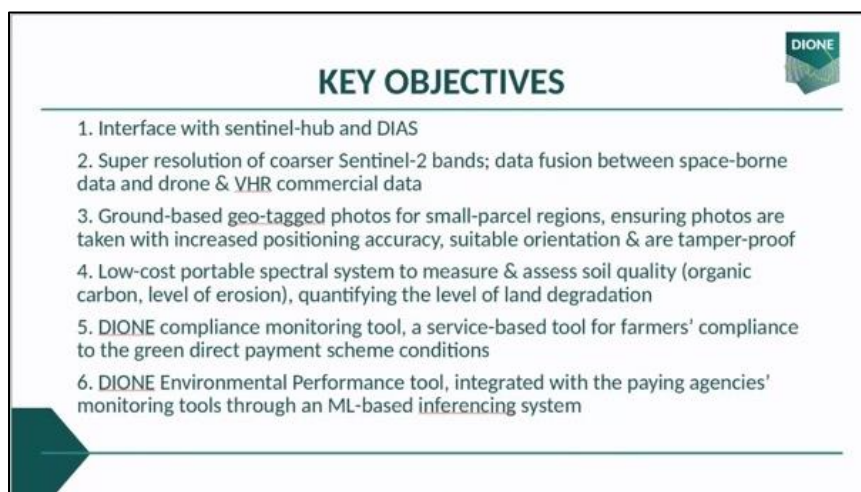 DIONE
KEY OBJECTIVES
1. Interface with sentinel-hub and DIAS
2. Super resolution of coarser Sentinel-2 bands; data fusion between space-borne
data and drone & VHR commercial data
3. Ground-based geo-tagged photos for small-parcel regions, ensuring photos are
taken with increased positioning accuracy, suitable orientation & are tamper-proof
4. Low-cost portable spectral system to measure & assess soil quality (organic
carbon, level of erosion), quantifying the level of land degradation
5. DIONE compliance monitoring tool, a service-based tool for farmers' compliance
to the green direct payment scheme conditions
6. DIONE Environmental Performance tool, integrated with the paying agencies'
monitoring tools through an ML-based inferencing system